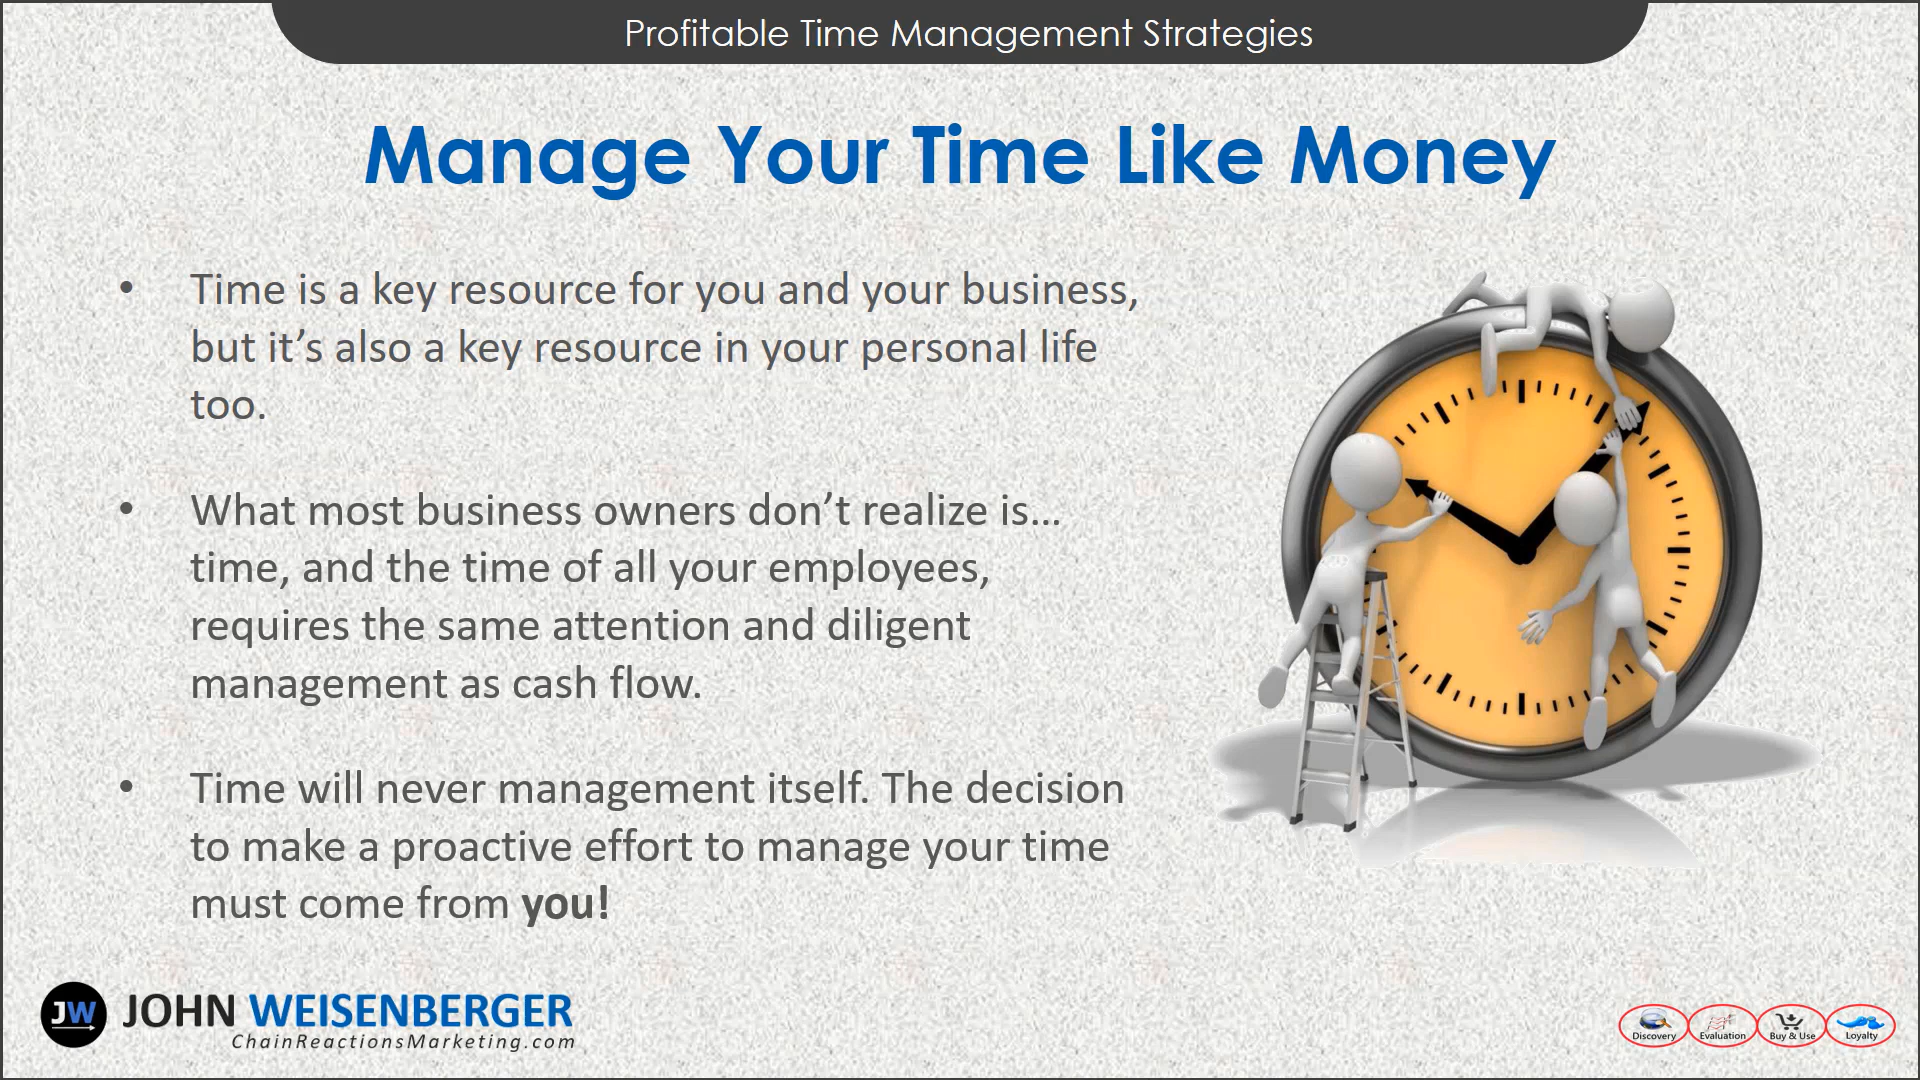 Profitable Time Management Strategies
Manage Your Time Like Money
• Time is a key resource for you and your business,
but it’s also a key resource in your personal life
too.
• What most business owners don’t realize is…
time, and the time of all your employees,
requires the same attention and diligent
management as cash flow.
• Time will never management itself. The decision
to make a proactive effort to manage your time
must come from you!
JW JOHN WEISENBERGER
ChainReactionsMarketing.com
Discovery Evaluation Buy & Use Loyalty